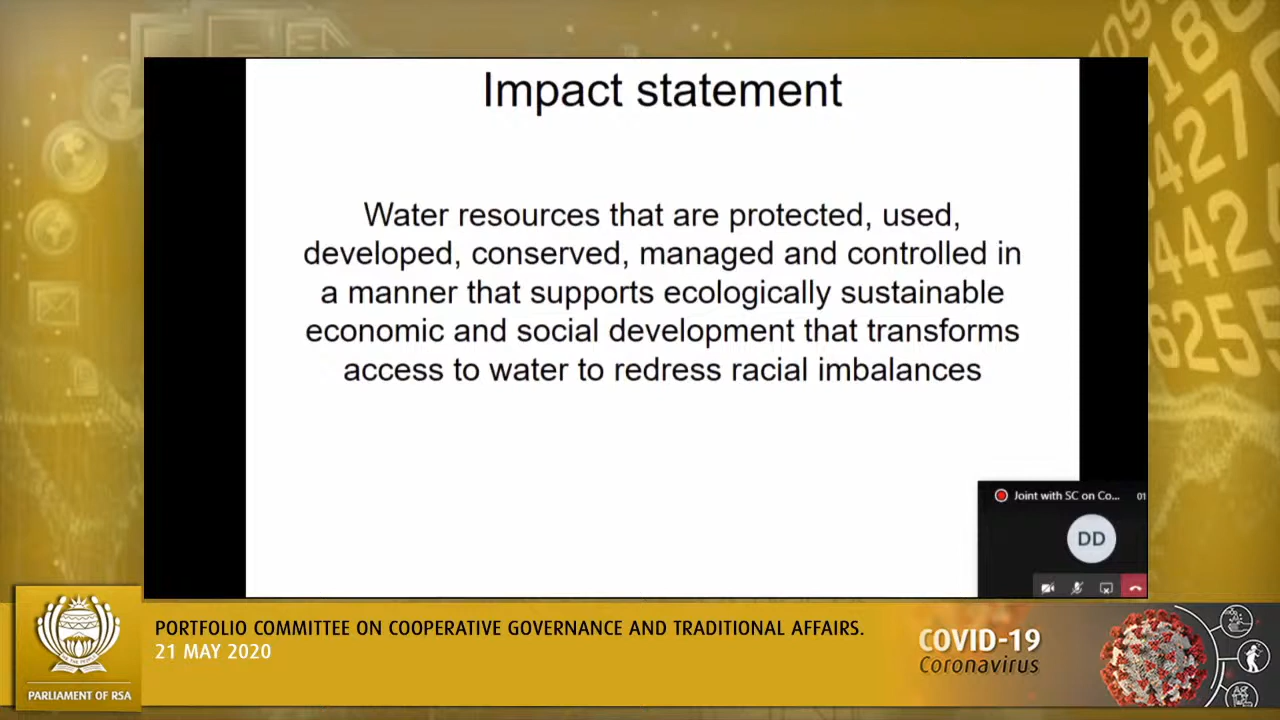 Impact statement
Water resources that are protected, used,
developed, conserved, managed and controlled in
a manner that supports ecologically sustainable
economic and social development that transforms
access to water to redress racial imbalances
Joint with SC on Co...
01
DD
PORTFOLIO COMMITTEE ON COOPERATIVE GOVERNANCE AND TRADITIONAL AFFAIRS.
21 MAY 2020
PARLIAMENT OF RSA
COVID-19
Coronavirus